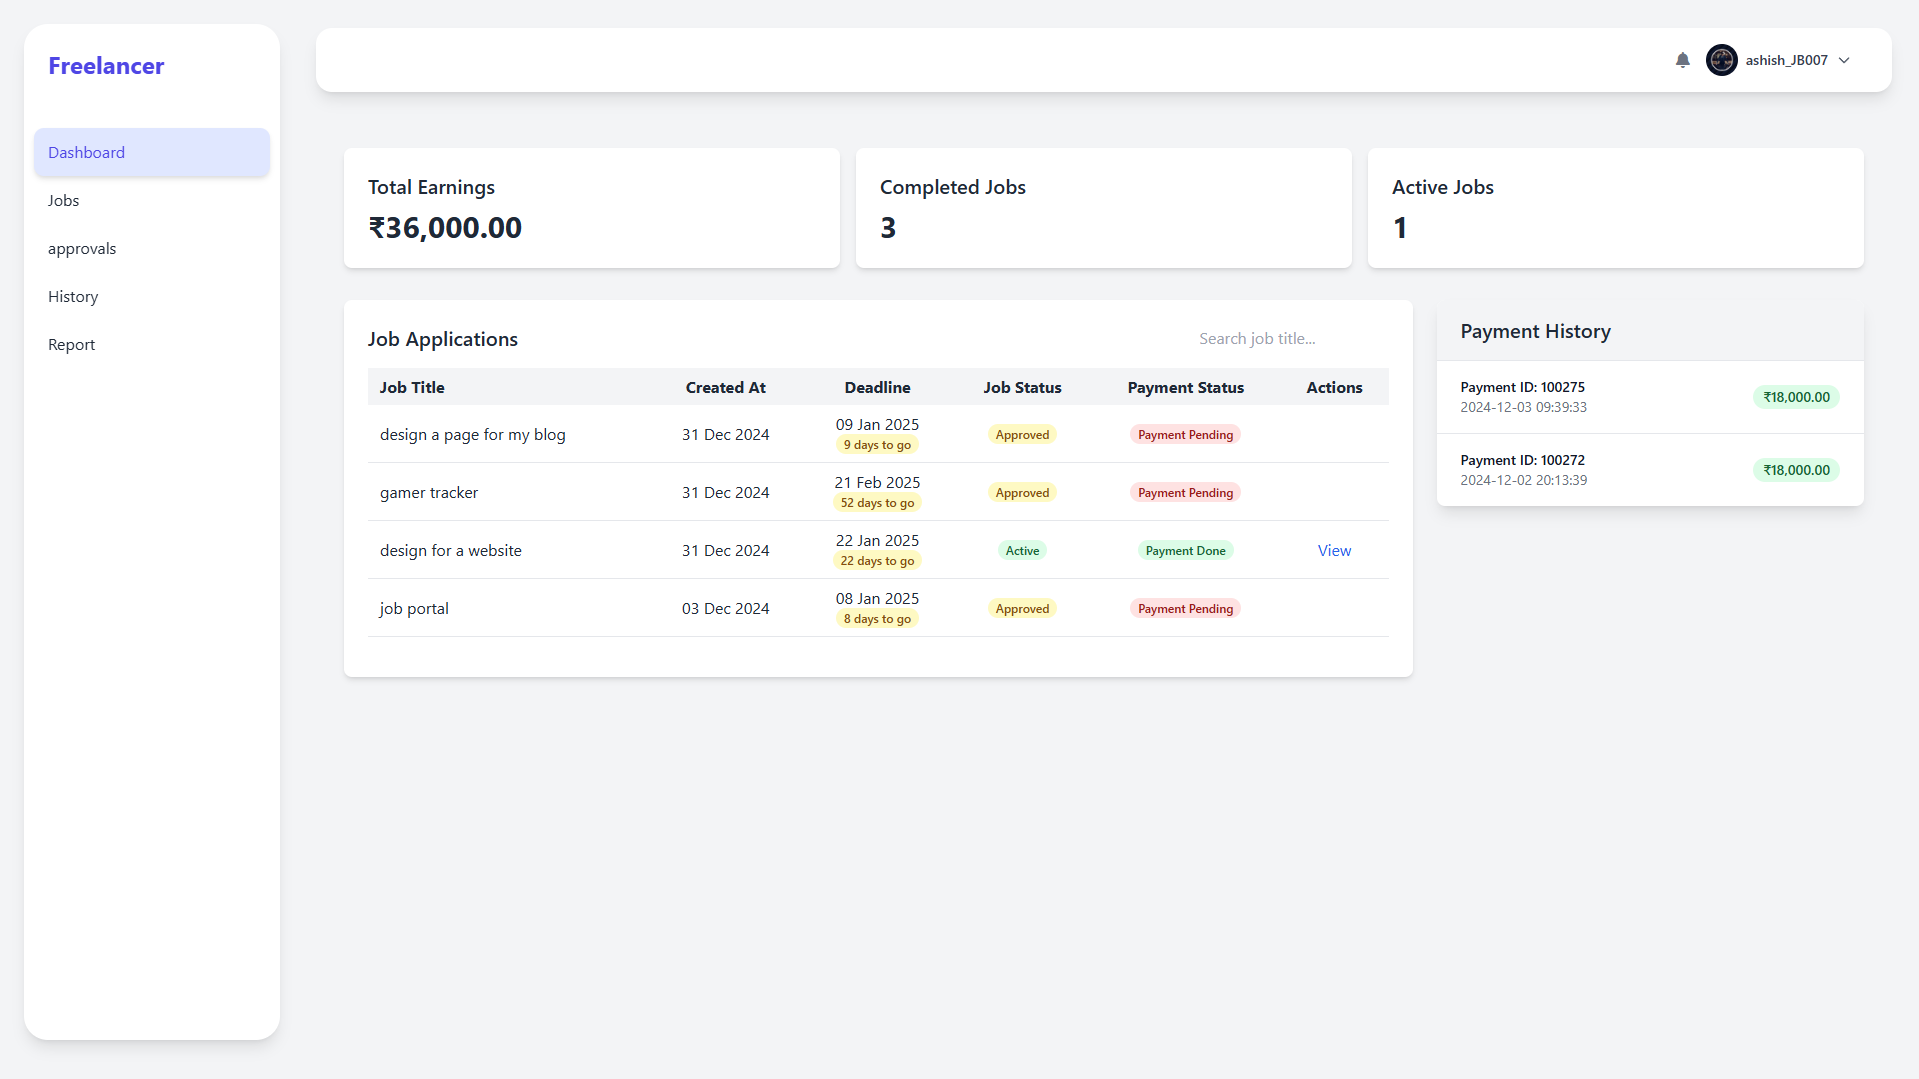 Freelancer
Dashboard
Jobs
approvals
History
Report
ashish_JB007
Total Earnings
₹36,000.00
Completed Jobs
3
Active Jobs
1
Job Applications
Search job title...
Job Title Created At Deadline Job Status Payment Status Actions
design a page for my blog 31 Dec 2024 09 Jan 2025 Approved Payment Pending
9 days to go
gamer tracker 31 Dec 2024 21 Feb 2025 Approved Payment Pending
52 days to go
design for a website 31 Dec 2024 22 Jan 2025 Active Payment Done View
22 days to go
job portal 03 Dec 2024 08 Jan 2025 Approved Payment Pending
8 days to go
Payment History
Payment ID: 100275
2024-12-03 09:39:33
₹18,000.00
Payment ID: 100272
2024-12-02 20:13:39
₹18,000.00